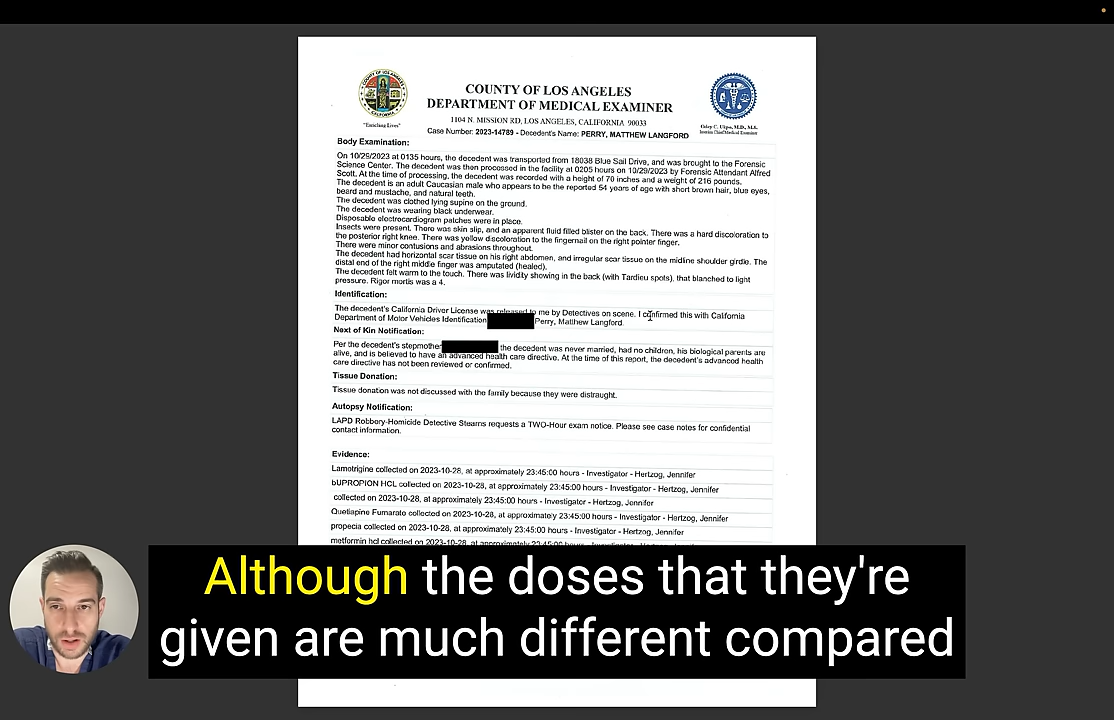 COUNTY OF LOS ANGELES
DEPARTMENT OF MEDICAL EXAMINER
1104 N. MISSION RD, LOS ANGELES, CALIFORNIA 90033
Case Number: 2023-14789 - Decedent's Name: PERRY, MATTHEW LANGFORD
"Enriching Lives"
Odey C. Ukpo, M.D., M.S.
Interim Chief Medical Examiner
Body Examination:
On 10/29/2023 at 0135 hours, the decedent was transported from 18038 Blue Sail Drive, and was brought to the Forensic
Science Center. The decedent was then processed in the facility at 0205 hours on 10/29/2023 by Forensic Attendant Alfred
Scott. At the time of processing, the decedent was recorded with a height of 70 inches and a weight of 216 pounds.
The decedent is an adult Caucasian male who appears to be the reported 54 years of age with short brown hair, blue eyes,
beard and mustache, and natural teeth.
The decedent was clothed lying supine on the ground.
The decedent was wearing black underwear.
Disposable electrocardiogram patches were in place.
Insects were present. There was skin slip, and an apparent fluid filled blister on the back. There was a hard discoloration to
the posterior right knee. There was yellow discoloration to the fingernail on the right pointer finger.
There were minor contusions and abrasions throughout.
The decedent had horizontal scar tissue on his right abdomen, and irregular scar tissue on the midline shoulder girdle. The
distal end of the right middle finger was amputated (healed).
The decedent felt warm to the touch. There was lividity showing in the back (with Tardieu spots), that blanched to light
pressure. Rigor mortis was a 4.
Identification:
The decedent's California Driver License was released to me by Detectives on scene. I confirmed this with California
Department of Motor Vehicles Identification Perry, Matthew Langford.
Next of Kin Notification:
Per the decedent's stepmother the decedent was never married, had no children, his biological parents are
alive, and is believed to have an advanced health care directive. At the time of this report, the decedent's advanced health
care directive has not been reviewed or confirmed.
Tissue Donation:
Tissue donation was not discussed with the family because they were distraught.
Autopsy Notification:
LAPD Robbery-Homicide Detective Stearns requests a TWO-Hour exam notice. Please see case notes for confidential
contact information.
Evidence:
Lamotrigine collected on 2023-10-28, at approximately 23:45:00 hours - Investigator - Hertzog, Jennifer
bUPROPION HCL collected on 2023-10-28, at approximately 23:45:00 hours - Investigator - Hertzog, Jennifer
collected on 2023-10-28, at approximately 23:45:00 hours - Investigator - Hertzog, Jennifer
Quetiapine Fumarate collected on 2023-10-28, at approximately 23:45:00 hours - Investigator - Hertzog, Jennifer
propecia collected on 2023-10-28, at approximately 23:45:00 hours - Investigator - Hertzog, Jennifer
metformin hcl collected on 2023-10-28, at approximately 23:45:00 hours
Although the doses that they're
given are much different compared